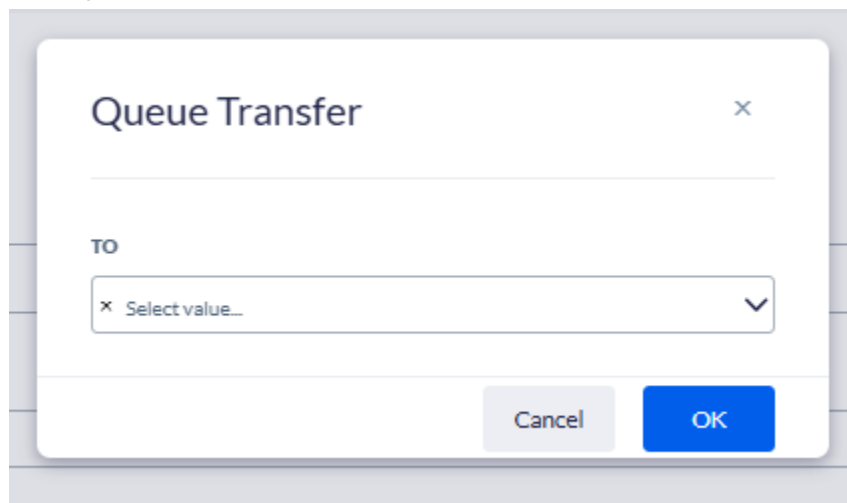 Queue Transfer ×
TO
× Select value...
Cancel OK